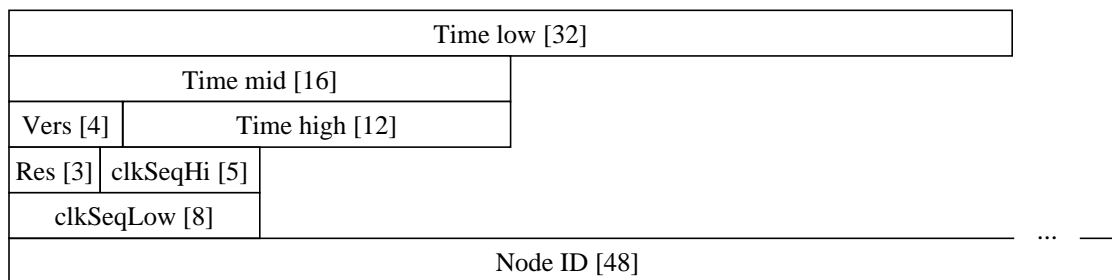 Time low [32]
Time mid [16]
Vers [4] Time high [12]
Res [3] clkSeqHi [5]
clkSeqLow [8]
...
Node ID [48]